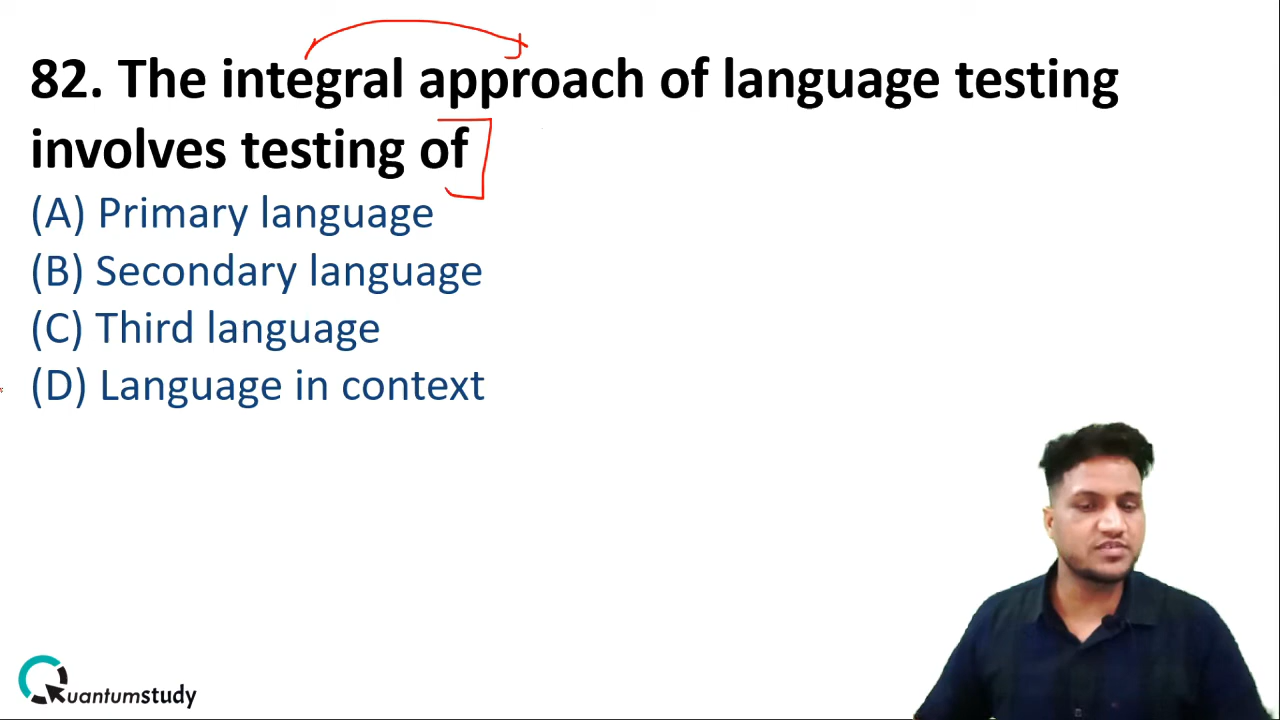 82. The integral approach of language testing
involves testing of
(A) Primary language
(B) Secondary language
(C) Third language
(D) Language in context
Quantumstudy